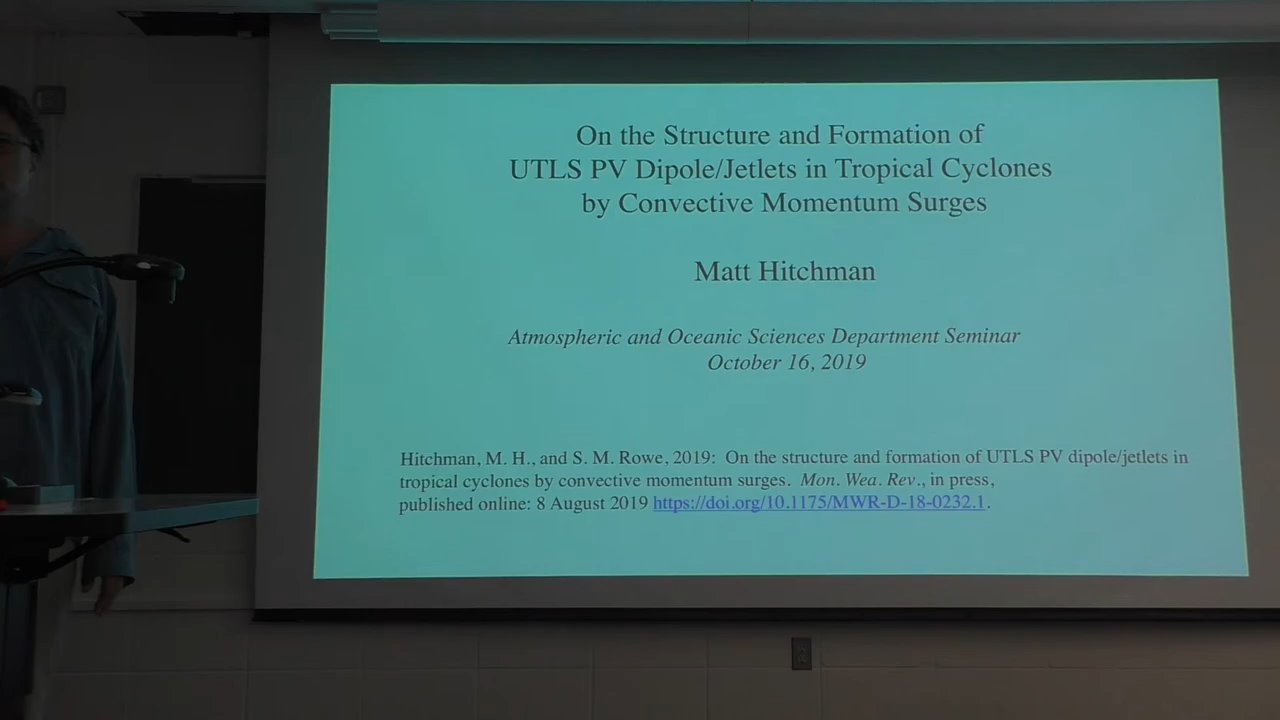 On the Structure and Formation of
UTLS PV Dipole/Jetlets in Tropical Cyclones
by Convective Momentum Surges
Matt Hitchman
Atmospheric and Oceanic Sciences Department Seminar
October 16, 2019
Hitchman, M. H., and S. M. Rowe, 2019: On the structure and formation of UTLS PV dipole/jetlets in
tropical cyclones by convective momentum surges. Mon. Wea. Rev., in press,
published online: 8 August 2019 https://doi.org/10.1175/MWR-D-18-0232.1.